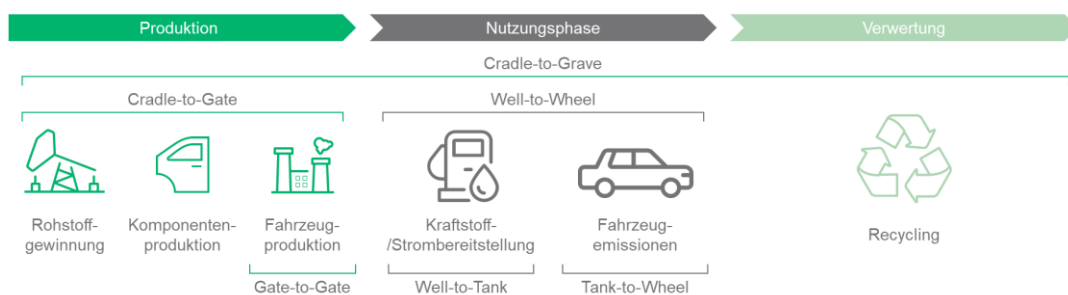 Produktion
Nutzungsphase
Verwertung
Cradle-to-Grave
Cradle-to-Gate
Well-to-Wheel
Rohstoff-
gewinnung
Komponenten-
produktion
Fahrzeug-
produktion
Kraftstoff-
/Strombereitstellung
Fahrzeug-
emissionen
Recycling
Gate-to-Gate
Well-to-Tank
Tank-to-Wheel